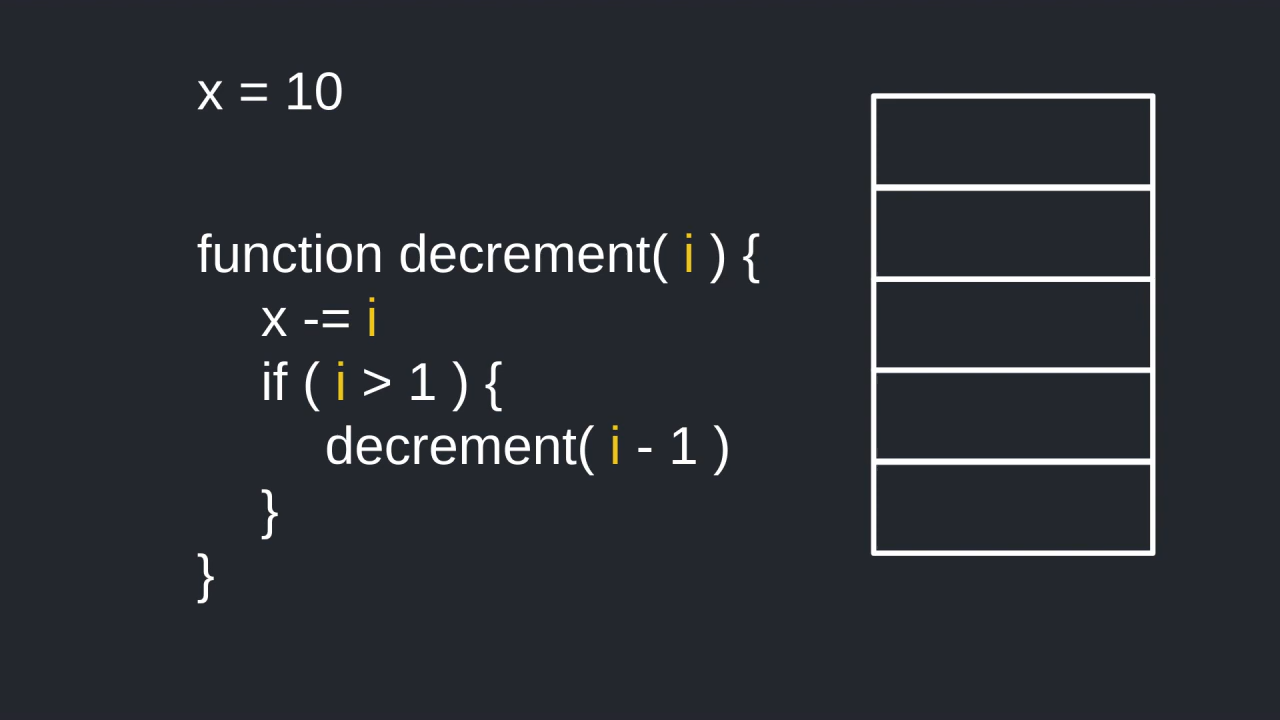 x = 10
function decrement( i ) {
x -= i
if ( i > 1 ) {
decrement( i - 1 )
}
}